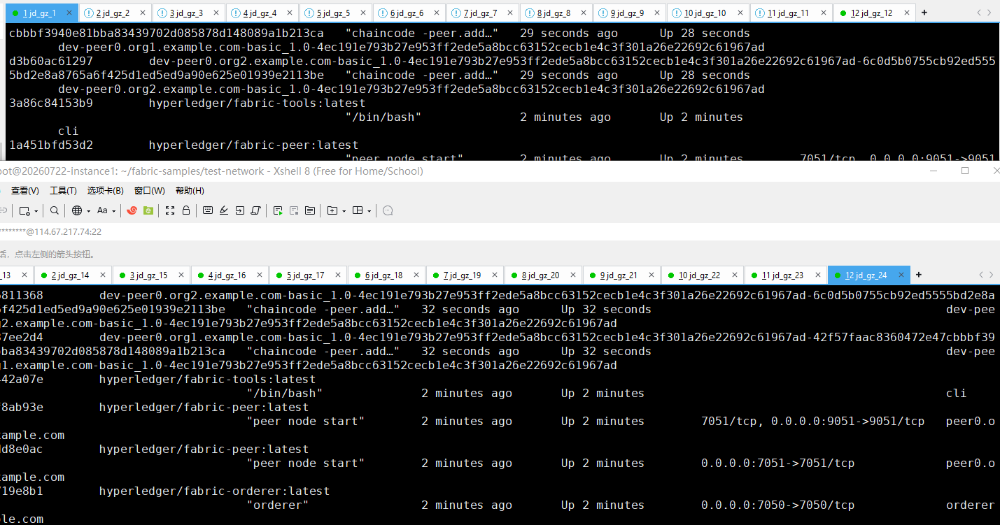 1 jd_gz_1 × 2 jd_gz_2 × 3 jd_gz_3 × 4 jd_gz_4 × 5 jd_gz_5 × 6 jd_gz_6 × 7 jd_gz_7 × 8 jd_gz_8 × 9 jd_gz_9 × 10 jd_gz_10 × 11 jd_gz_11 × 12 jd_gz_12 × +
cbbbf3940e81bba83439702d085878d148089a1b213ca "chaincode -peer.add…" 29 seconds ago Up 28 seconds
dev-peer0.org1.example.com-basic_1.0-4ec191e793b27e953ff2ede5a8bcc63152cecb1e4c3f301a26e22692c61967ad
d3b60ac61297 dev-peer0.org2.example.com-basic_1.0-4ec191e793b27e953ff2ede5a8bcc63152cecb1e4c3f301a26e22692c61967ad-6c0d5b0755cb92ed555
5bd2e8a8765a6f425d1ed5ed9a90e625e01939e2113be "chaincode -peer.add…" 29 seconds ago Up 28 seconds
dev-peer0.org2.example.com-basic_1.0-4ec191e793b27e953ff2ede5a8bcc63152cecb1e4c3f301a26e22692c61967ad
3a86c84153b9 hyperledger/fabric-tools:latest
"/bin/bash" 2 minutes ago Up 2 minutes
cli
1a451bfd53d2 hyperledger/fabric-peer:latest
"peer node start" 2 minutes ago Up 2 minutes 7051/tcp, 0.0.0.0:9051->9051
oot@20260722-instance1: ~/fabric-samples/test-network - Xshell 8 (Free for Home/School)
查看(V) 工具(T) 选项卡(B) 窗口(W) 帮助(H)
Aa
********@114.67.217.74:22
话，点击左侧的箭头按钮。
_13 × 2 jd_gz_14 × 3 jd_gz_15 × 4 jd_gz_16 × 5 jd_gz_17 × 6 jd_gz_18 × 7 jd_gz_19 × 8 jd_gz_20 × 9 jd_gz_21 × 10 jd_gz_22 × 11 jd_gz_23 × 12 jd_gz_24 × +
811368 dev-peer0.org2.example.com-basic_1.0-4ec191e793b27e953ff2ede5a8bcc63152cecb1e4c3f301a26e22692c61967ad-6c0d5b0755cb92ed5555bd2e8a
6f425d1ed5ed9a90e625e01939e2113be "chaincode -peer.add…" 32 seconds ago Up 32 seconds dev-pee
g2.example.com-basic_1.0-4ec191e793b27e953ff2ede5a8bcc63152cecb1e4c3f301a26e22692c61967ad
37ee2d4 dev-peer0.org1.example.com-basic_1.0-4ec191e793b27e953ff2ede5a8bcc63152cecb1e4c3f301a26e22692c61967ad-42f57faac8360472e47cbbbf39
bba83439702d085878d148089a1b213ca "chaincode -peer.add…" 32 seconds ago Up 32 seconds dev-pee
g1.example.com-basic_1.0-4ec191e793b27e953ff2ede5a8bcc63152cecb1e4c3f301a26e22692c61967ad
42a07e hyperledger/fabric-tools:latest
"/bin/bash" 2 minutes ago Up 2 minutes cli
f8ab93e hyperledger/fabric-peer:latest
"peer node start" 2 minutes ago Up 2 minutes 7051/tcp, 0.0.0.0:9051->9051/tcp peer0.o
xample.com
dd8e0ac hyperledger/fabric-peer:latest
"peer node start" 2 minutes ago Up 2 minutes 0.0.0.0:7051->7051/tcp peer0.o
xample.com
719e8b1 hyperledger/fabric-orderer:latest
"orderer" 2 minutes ago Up 2 minutes 0.0.0.0:7050->7050/tcp orderer
ple.com